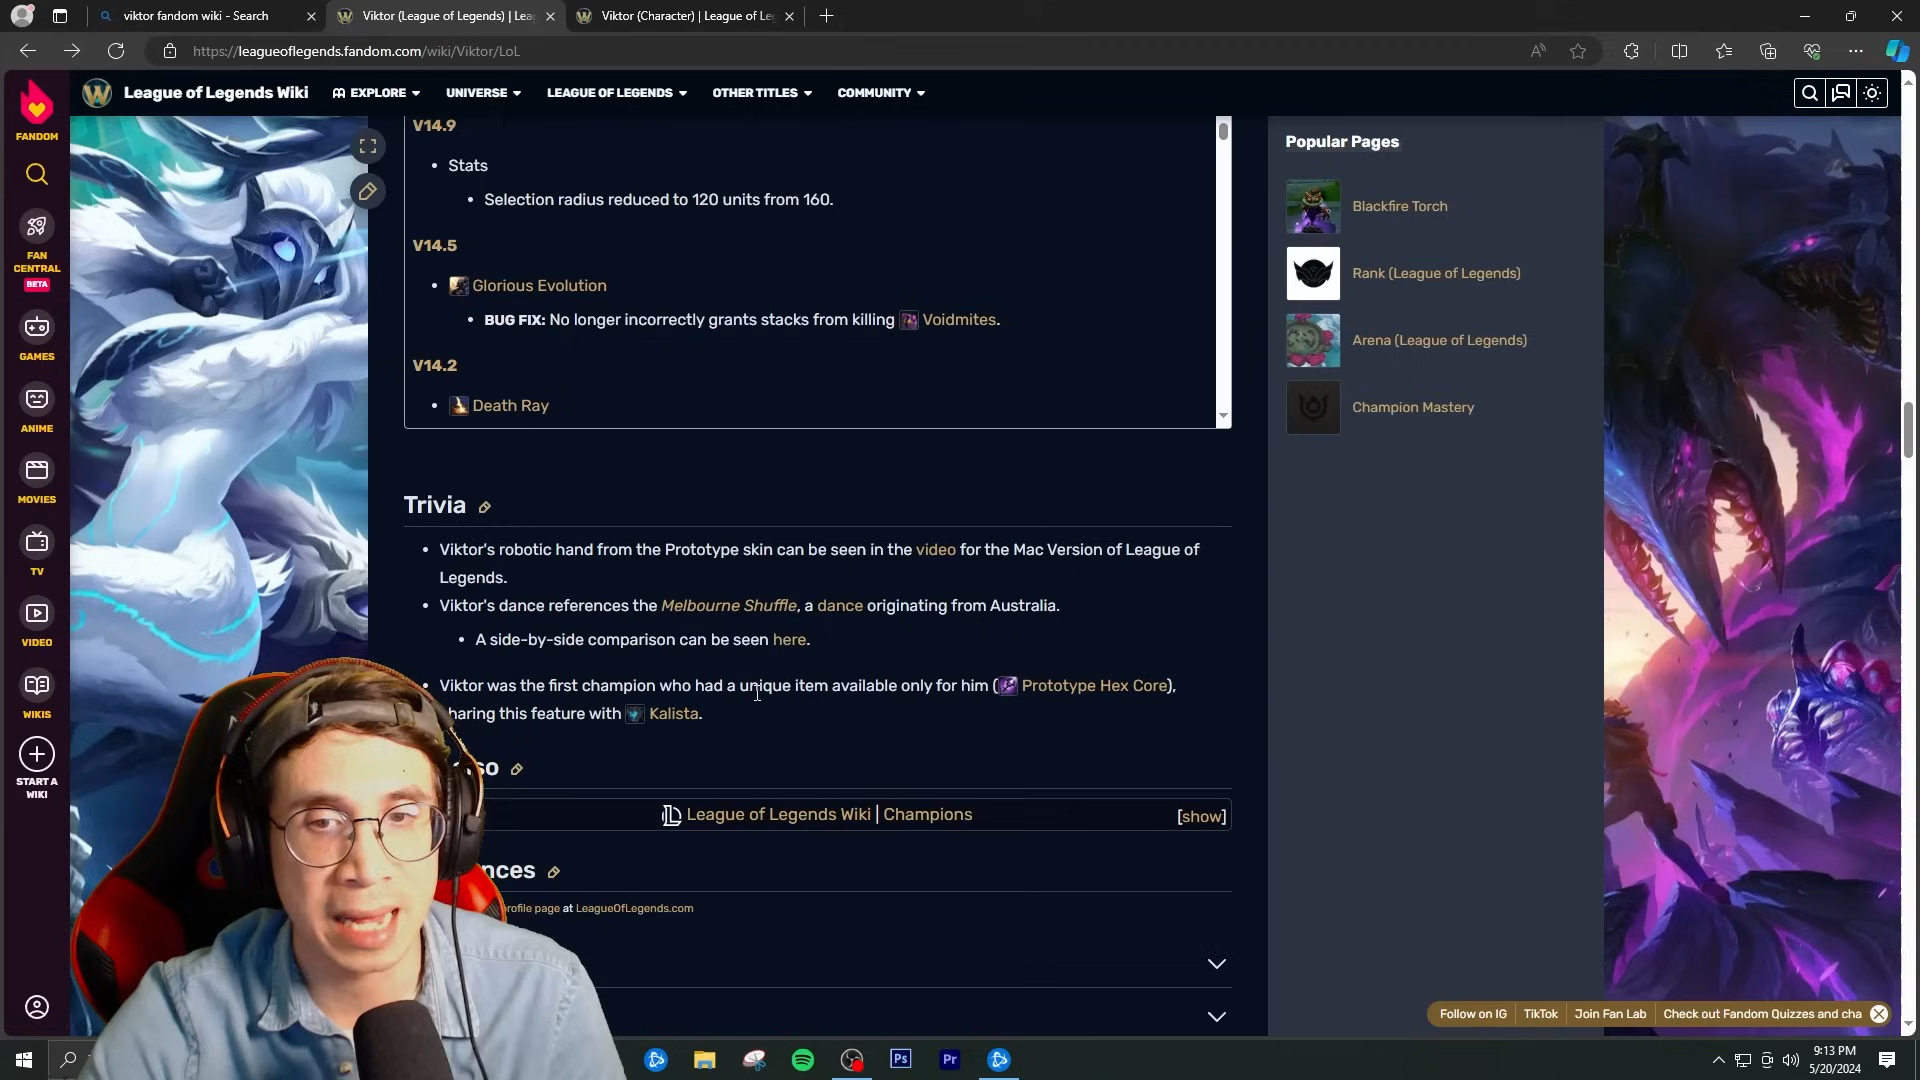 viktor fandom wiki - Search
Viktor (League of Legends) | Lea
Viktor (Character) | League of Le
https://leagueoflegends.fandom.com/wiki/Viktor/LoL
League of Legends Wiki
EXPLORE
UNIVERSE
LEAGUE OF LEGENDS
OTHER TITLES
COMMUNITY
FANDOM
FAN
CENTRAL
BETA
GAMES
ANIME
MOVIES
TV
VIDEO
WIKIS
START A
WIKI
V14.9
• Stats
• Selection radius reduced to 120 units from 160.
V14.5
• Glorious Evolution
• BUG FIX: No longer incorrectly grants stacks from killing Voidmites.
V14.2
• Death Ray
Trivia
• Viktor's robotic hand from the Prototype skin can be seen in the video for the Mac Version of League of
Legends.
• Viktor's dance references the Melbourne Shuffle, a dance originating from Australia.
• A side-by-side comparison can be seen here.
• Viktor was the first champion who had a unique item available only for him (Prototype Hex Core),
haring this feature with Kalista.
so
League of Legends Wiki | Champions
[show]
nces
rofile page at LeagueOfLegends.com
Popular Pages
Blackfire Torch
Rank (League of Legends)
Arena (League of Legends)
Champion Mastery
Follow on IG
TikTok
Join Fan Lab
Check out Fandom Quizzes and cha
Ps
Pr
9:13 PM
5/20/2024